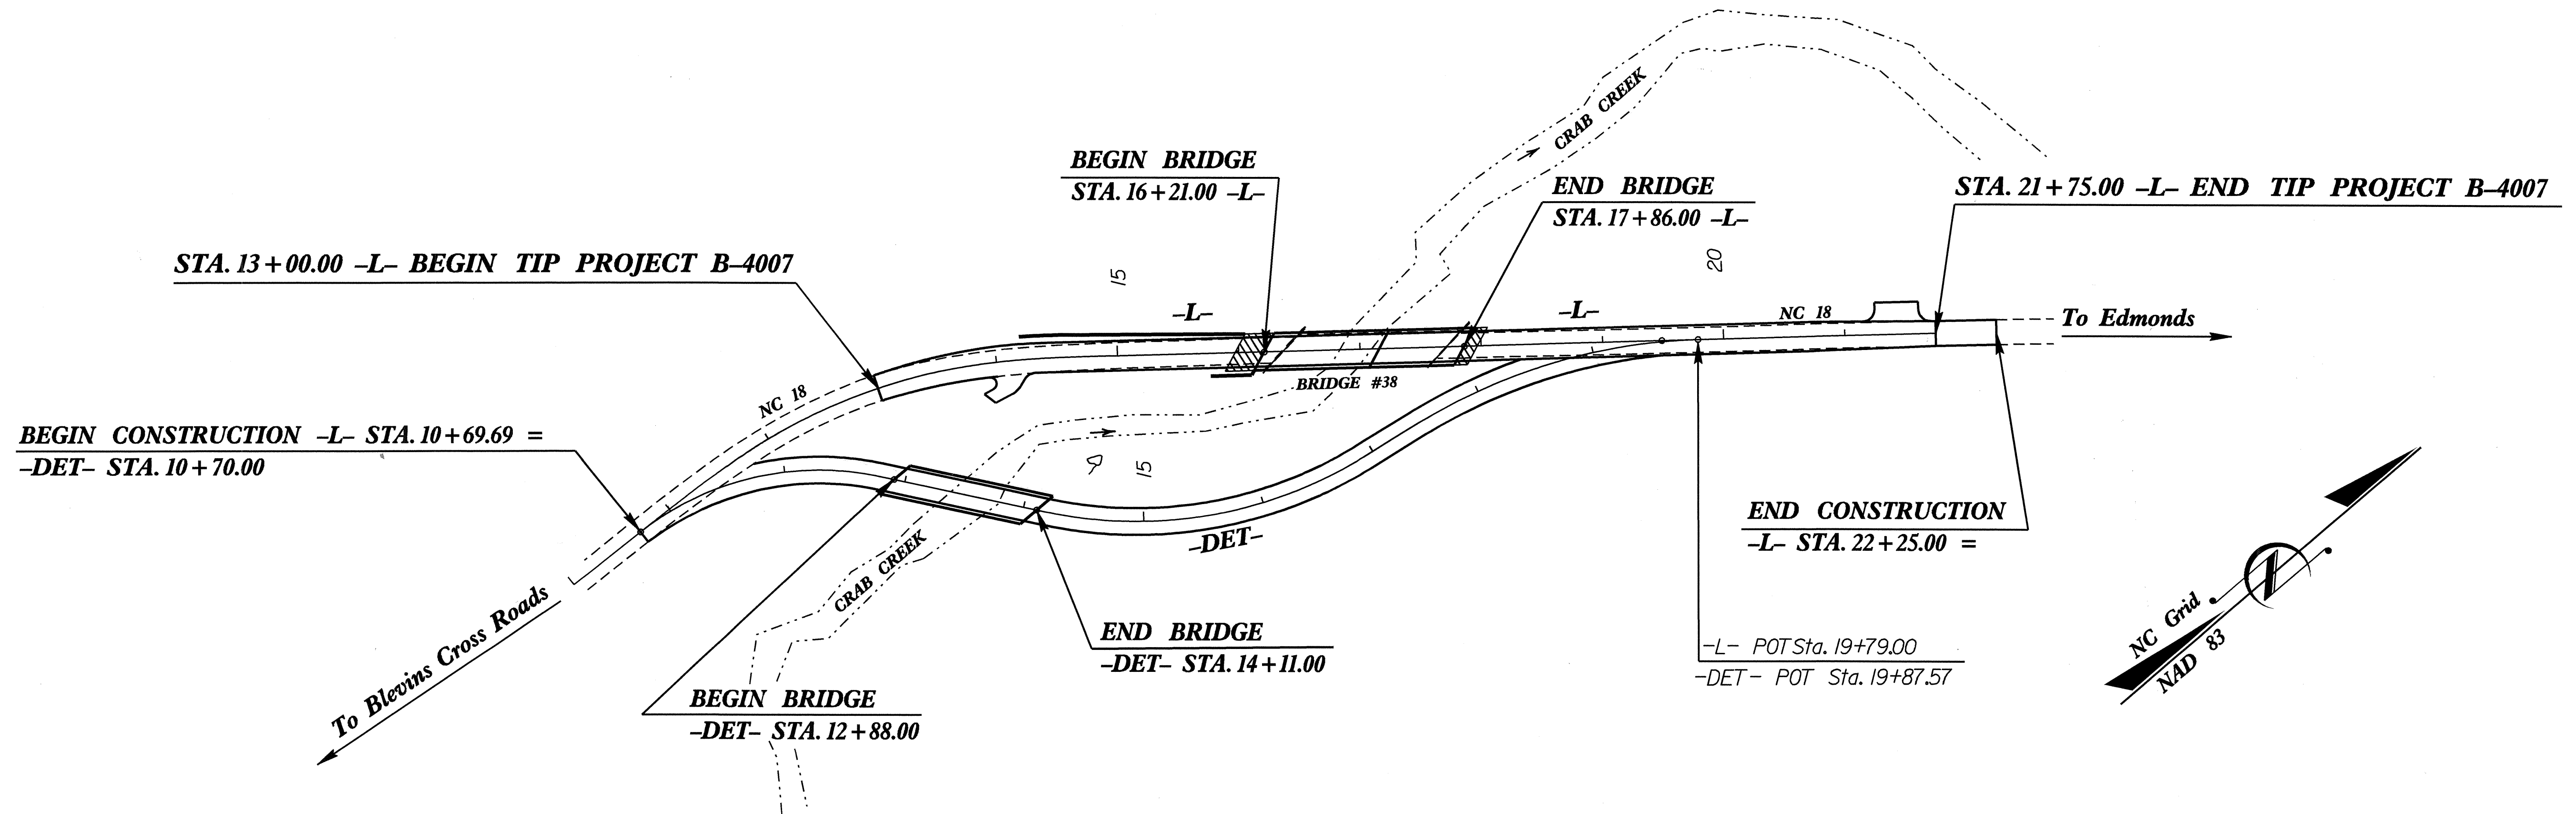 CRAB CREEK
BEGIN BRIDGE
STA. 16+21.00 –L–
END BRIDGE
STA. 17+86.00 –L–
STA. 21+75.00 –L– END TIP PROJECT B–4007
STA. 13+00.00 –L– BEGIN TIP PROJECT B–4007
15
20
–L–
–L–
NC 18
To Edmonds
BRIDGE #38
NC 18
BEGIN CONSTRUCTION –L– STA. 10+69.69 =
–DET– STA. 10+70.00
15
–DET–
CRAB CREEK
END CONSTRUCTION
–L– STA. 22+25.00 =
To Blevins Cross Roads
END BRIDGE
–DET– STA. 14+11.00
BEGIN BRIDGE
–DET– STA. 12+88.00
–L– POT Sta. 19+79.00
–DET– POT Sta. 19+87.57
NC Grid
NAD 83